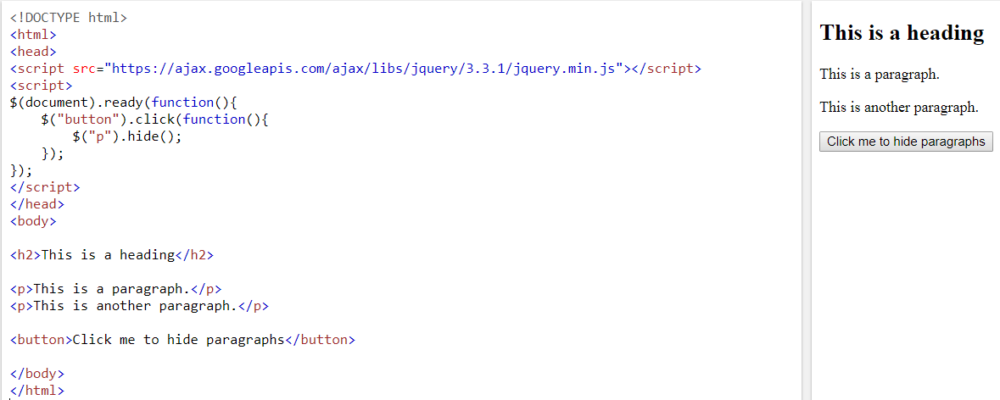 <!DOCTYPE html>
<html>
<head>
<script src="https://ajax.googleapis.com/ajax/libs/jquery/3.3.1/jquery.min.js"></script>
<script>
$(document).ready(function(){
    $("button").click(function(){
        $("p").hide();
    });
});
</script>
</head>
<body>
<h2>This is a heading</h2>
<p>This is a paragraph.</p>
<p>This is another paragraph.</p>
<button>Click me to hide paragraphs</button>
</body>
</html>
This is a heading
This is a paragraph.
This is another paragraph.
Click me to hide paragraphs